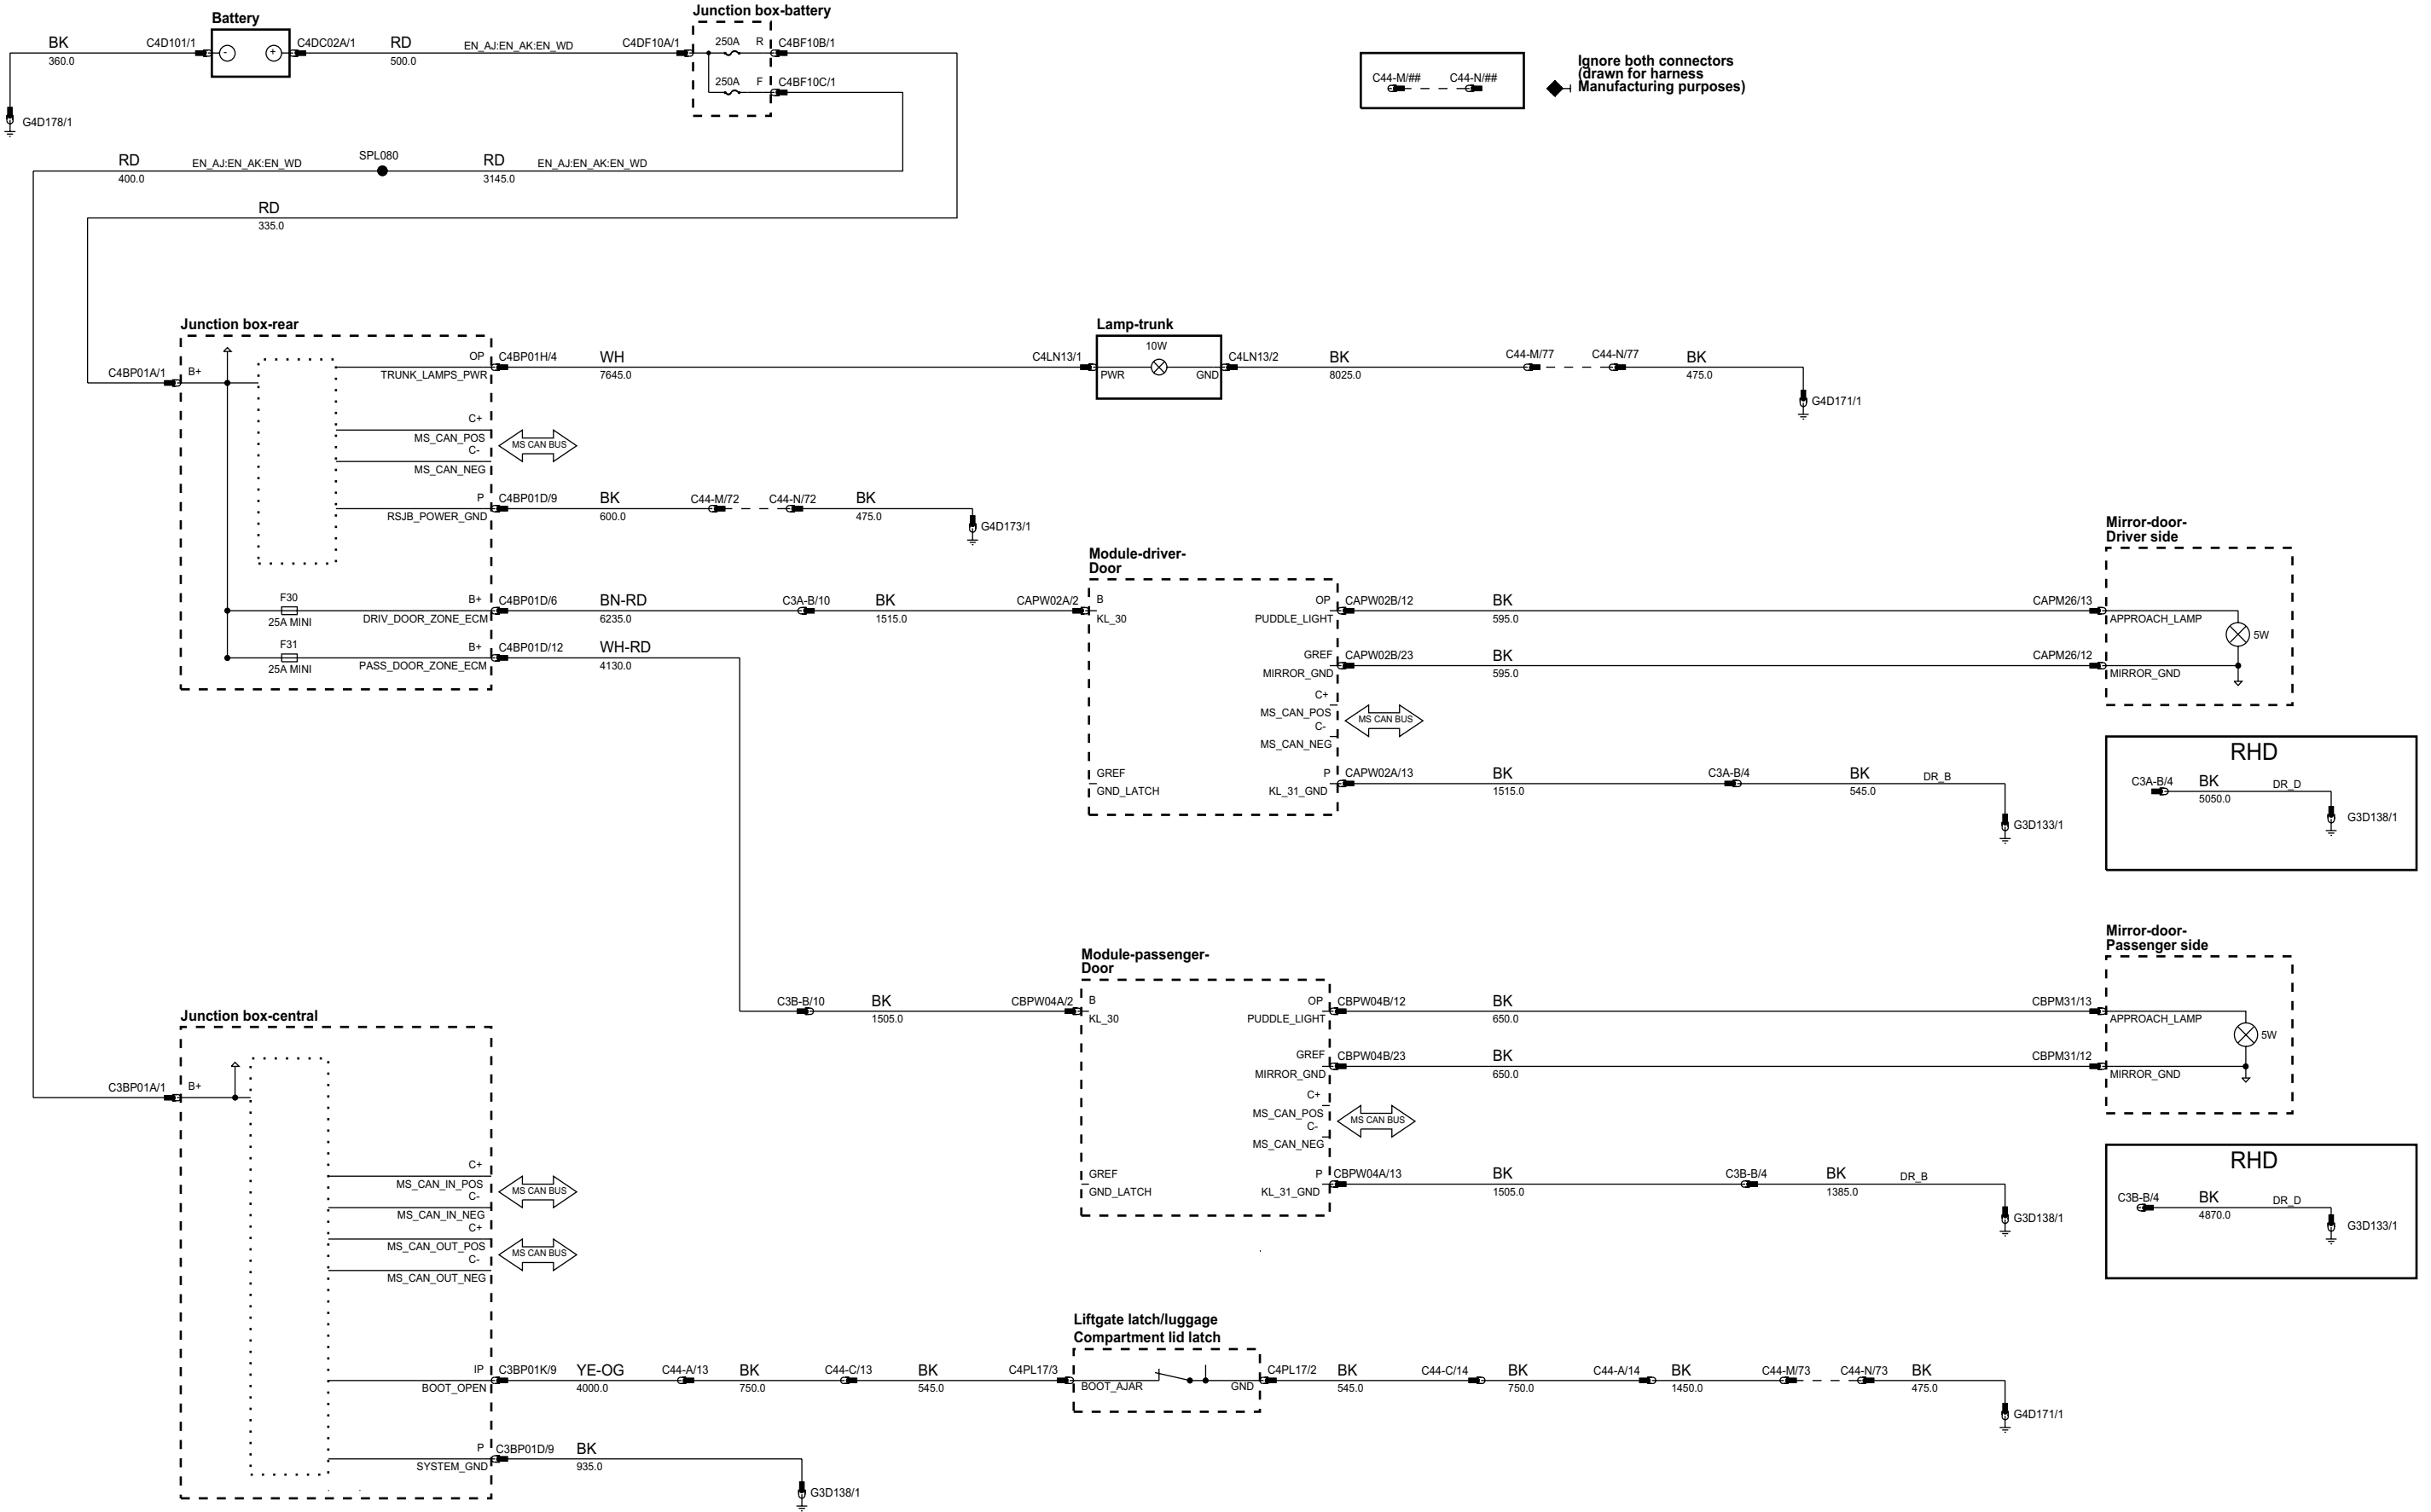 Battery
Junction box-battery
BK
360.0
C4D101/1
-
+
C4DC02A/1
RD
500.0
EN_AJ:EN_AK:EN_WD
C4DF10A/1
250A R
C4BF10B/1
250A F
C4BF10C/1
G4D178/1
C44-M/## C44-N/##
Ignore both connectors
(drawn for harness
Manufacturing purposes)
RD
400.0
EN_AJ:EN_AK:EN_WD
SPL080
RD
3145.0
EN_AJ:EN_AK:EN_WD
RD
335.0
Junction box-rear
C4BP01A/1
B+
OP
TRUNK_LAMPS_PWR
C4BP01H/4
WH
7645.0
Lamp-trunk
C4LN13/1
10W
PWR
GND
C4LN13/2
BK
8025.0
C44-M/77
C44-N/77
BK
475.0
G4D171/1
C+
MS_CAN_POS
C-
MS_CAN_NEG
MS CAN BUS
P
RSJB_POWER_GND
C4BP01D/9
BK
600.0
C44-M/72
C44-N/72
BK
475.0
G4D173/1
F30
25A MINI
B+
DRIV_DOOR_ZONE_ECM
C4BP01D/6
BN-RD
6235.0
C3A-B/10
BK
1515.0
CAPW02A/2
F31
25A MINI
B+
PASS_DOOR_ZONE_ECM
C4BP01D/12
WH-RD
4130.0
Module-driver-
Door
B
KL_30
OP
PUDDLE_LIGHT
CAPW02B/12
BK
595.0
CAPM26/13
GREF
MIRROR_GND
CAPW02B/23
BK
595.0
CAPM26/12
C+
MS_CAN_POS
C-
MS_CAN_NEG
MS CAN BUS
GREF
GND_LATCH
P
KL_31_GND
CAPW02A/13
BK
1515.0
C3A-B/4
BK
545.0
DR_B
G3D133/1
Mirror-door-
Driver side
APPROACH_LAMP
5W
MIRROR_GND
RHD
C3A-B/4
BK
5050.0
DR_D
G3D138/1
Module-passenger-
Door
C3B-B/10
BK
1505.0
CBPW04A/2
B
KL_30
OP
PUDDLE_LIGHT
CBPW04B/12
BK
650.0
CBPM31/13
GREF
MIRROR_GND
CBPW04B/23
BK
650.0
CBPM31/12
C+
MS_CAN_POS
C-
MS_CAN_NEG
MS CAN BUS
GREF
GND_LATCH
P
KL_31_GND
CBPW04A/13
BK
1505.0
C3B-B/4
BK
1385.0
DR_B
G3D138/1
Mirror-door-
Passenger side
APPROACH_LAMP
5W
MIRROR_GND
RHD
C3B-B/4
BK
4870.0
DR_D
G3D133/1
Junction box-central
C3BP01A/1
B+
C+
MS_CAN_IN_POS
C-
MS_CAN_IN_NEG
MS CAN BUS
C+
MS_CAN_OUT_POS
C-
MS_CAN_OUT_NEG
MS CAN BUS
IP
BOOT_OPEN
C3BP01K/9
YE-OG
4000.0
C44-A/13
BK
750.0
C44-C/13
BK
545.0
C4PL17/3
Liftgate latch/luggage
Compartment lid latch
BOOT_AJAR
GND
C4PL17/2
BK
545.0
C44-C/14
BK
750.0
C44-A/14
BK
1450.0
C44-M/73
C44-N/73
BK
475.0
G4D171/1
P
SYSTEM_GND
C3BP01D/9
BK
935.0
G3D138/1